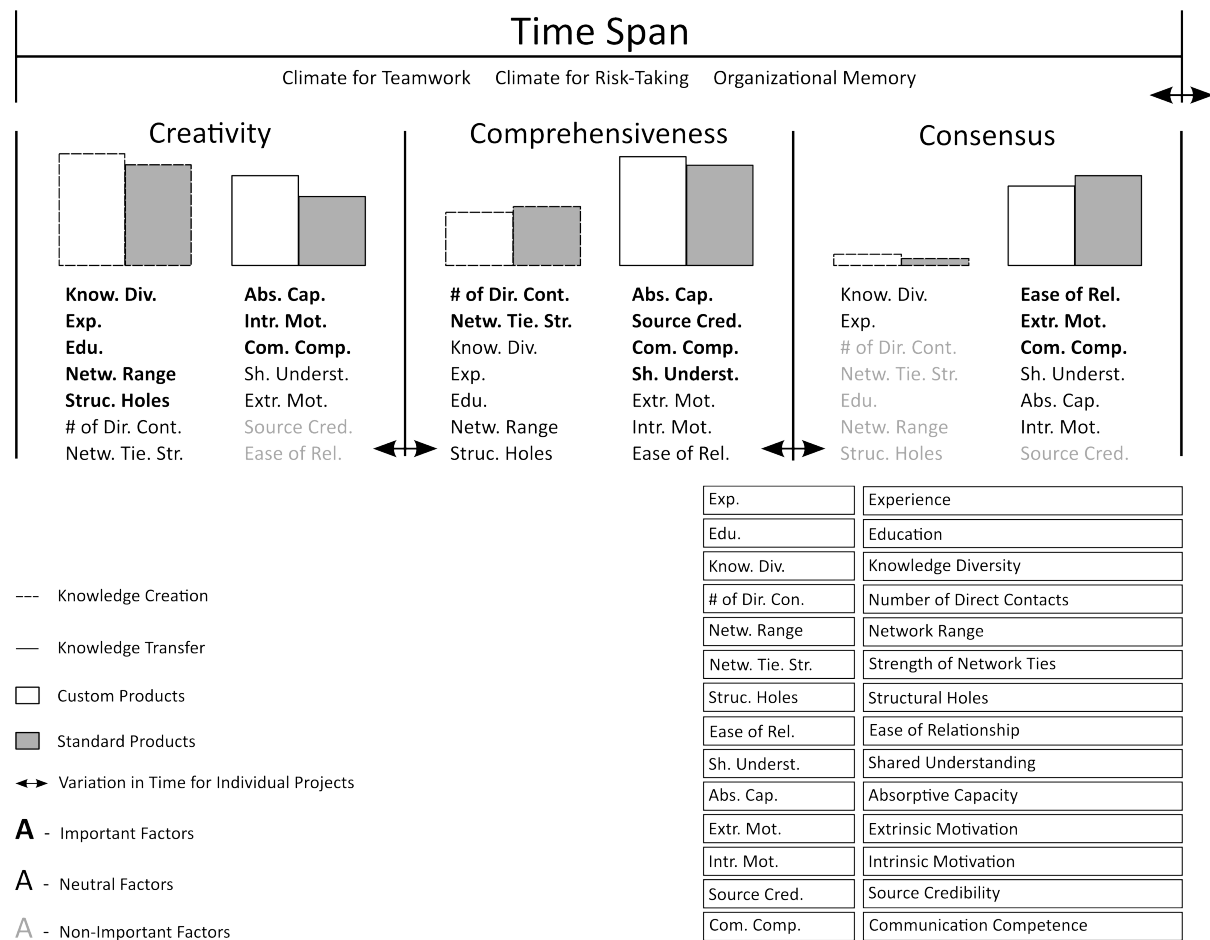 Time Span
Climate for Teamwork Climate for Risk-Taking Organizational Memory
Creativity
Know. Div.
Exp.
Edu.
Netw. Range
Struc. Holes
# of Dir. Cont.
Netw. Tie. Str.
Abs. Cap.
Intr. Mot.
Com. Comp.
Sh. Underst.
Extr. Mot.
Source Cred.
Ease of Rel.
Comprehensiveness
# of Dir. Cont.
Netw. Tie. Str.
Know. Div.
Exp.
Edu.
Netw. Range
Struc. Holes
Abs. Cap.
Source Cred.
Com. Comp.
Sh. Underst.
Extr. Mot.
Intr. Mot.
Ease of Rel.
Consensus
Know. Div.
Exp.
# of Dir. Cont.
Netw. Tie. Str.
Edu.
Netw. Range
Struc. Holes
Ease of Rel.
Extr. Mot.
Com. Comp.
Sh. Underst.
Abs. Cap.
Intr. Mot.
Source Cred.
Knowledge Creation
Knowledge Transfer
Custom Products
Standard Products
Variation in Time for Individual Projects
A - Important Factors
A - Neutral Factors
A - Non-Important Factors
Exp. Experience
Edu. Education
Know. Div. Knowledge Diversity
# of Dir. Con. Number of Direct Contacts
Netw. Range Network Range
Netw. Tie. Str. Strength of Network Ties
Struc. Holes Structural Holes
Ease of Rel. Ease of Relationship
Sh. Underst. Shared Understanding
Abs. Cap. Absorptive Capacity
Extr. Mot. Extrinsic Motivation
Intr. Mot. Intrinsic Motivation
Source Cred. Source Credibility
Com. Comp. Communication Competence